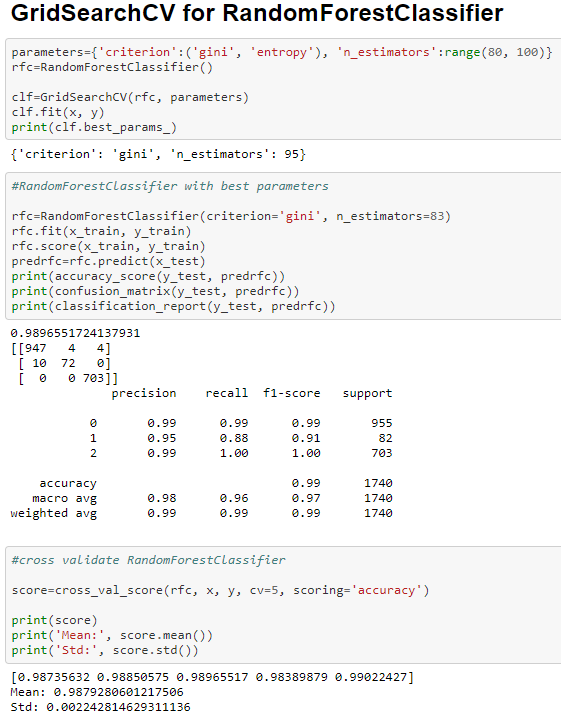 GridSearchCV for RandomForestClassifier
parameters={'criterion':('gini', 'entropy'), 'n_estimators':range(80, 100)}
rfc=RandomForestClassifier()
clf=GridSearchCV(rfc, parameters)
clf.fit(x, y)
print(clf.best_params_)
{'criterion': 'gini', 'n_estimators': 95}
#RandomForestClassifier with best parameters
rfc=RandomForestClassifier(criterion='gini', n_estimators=83)
rfc.fit(x_train, y_train)
rfc.score(x_train, y_train)
predrfc=rfc.predict(x_test)
print(accuracy_score(y_test, predrfc))
print(confusion_matrix(y_test, predrfc))
print(classification_report(y_test, predrfc))
0.9896551724137931
[[947   4   4]
 [ 10  72   0]
 [  0   0 703]]
              precision    recall  f1-score   support
           0       0.99      0.99      0.99       955
           1       0.95      0.88      0.91        82
           2       0.99      1.00      1.00       703
    accuracy                           0.99      1740
   macro avg       0.98      0.96      0.97      1740
weighted avg       0.99      0.99      0.99      1740
#cross validate RandomForestClassifier
score=cross_val_score(rfc, x, y, cv=5, scoring='accuracy')
print(score)
print('Mean:', score.mean())
print('Std:', score.std())
[0.98735632 0.98850575 0.98965517 0.98389879 0.99022427]
Mean: 0.9879280601217506
Std: 0.002242814629311136